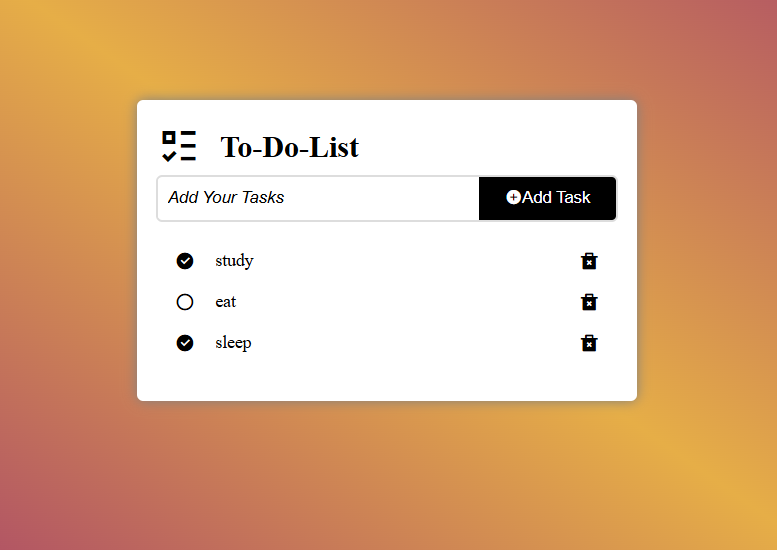 To-Do-List
Add Your Tasks
Add Task
study
eat
sleep